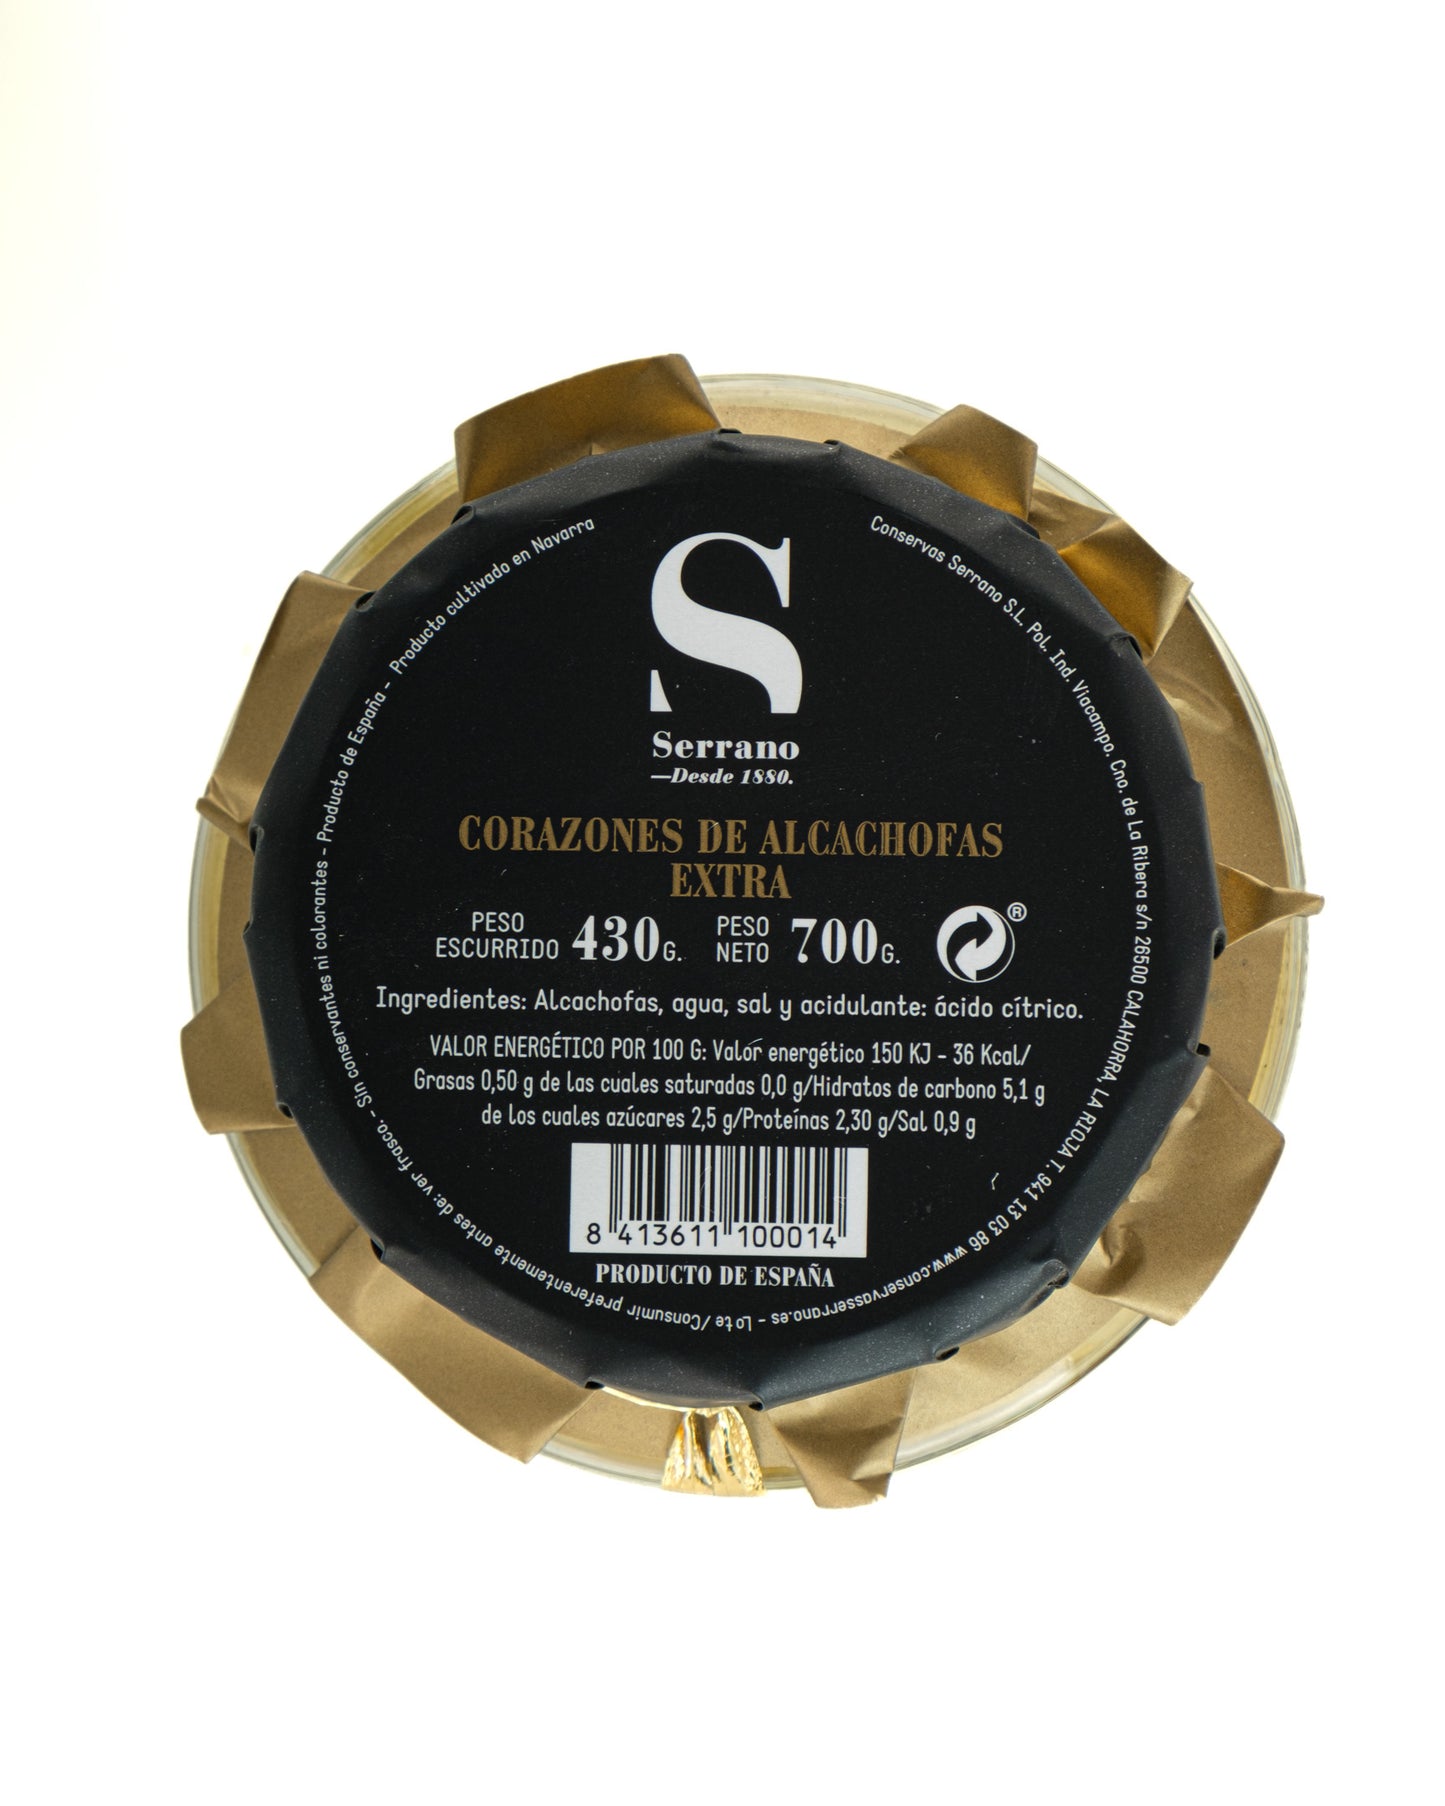 S
Serrano
—Desde 1880.
CORAZONES DE ALCACHOFAS
EXTRA
PESO
ESCURRIDO 430G.
PESO
NETO 700G.
®
Ingredientes: Alcachofas, agua, sal y acidulante: ácido cítrico.
VALOR ENERGÉTICO POR 100 G: Valor energético 150 KJ - 36 Kcal/
Grasas 0,50 g de las cuales saturadas 0,0 g/Hidratos de carbono 5,1 g
de los cuales azúcares 2,5 g/Proteínas 2,30 g/Sal 0,9 g
8 413611 100014
PRODUCTO DE ESPAÑA
Conservas Serrano S.L. Pol. Ind. Viacampo. Cno. de La Ribera s/n 26500 CALAHORRA, LA RIOJA T. 941 13 03 86 www.conservasserrano.es - Lote/Consumir preferentemente antes de: ver frasco. - Sin conservantes ni colorantes - Producto de España - Producto cultivado en Navarra